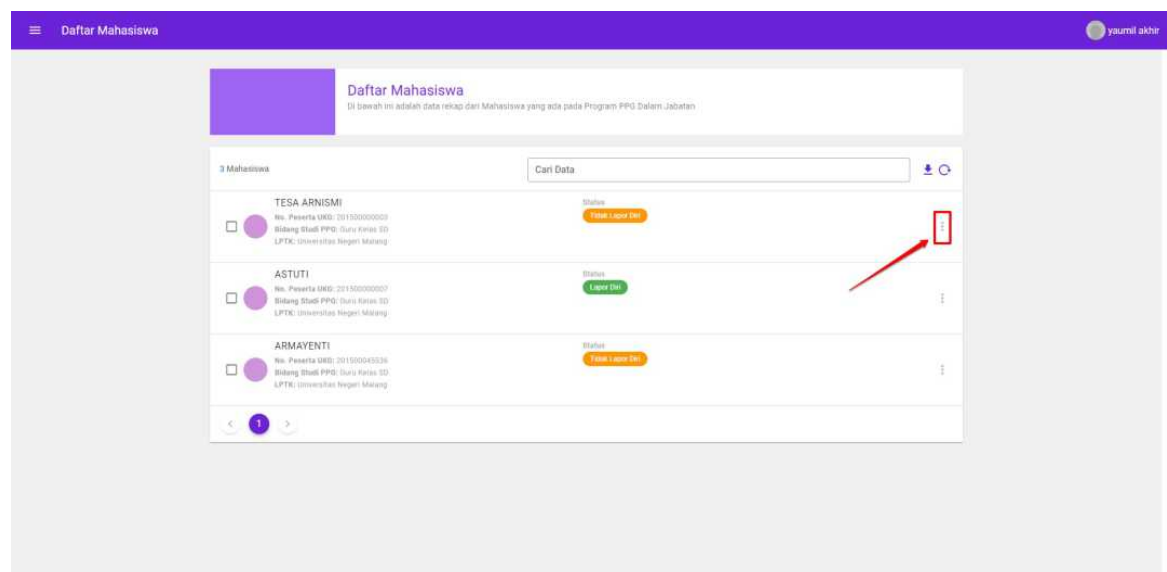 Daftar Mahasiswa
yaumil akhir
Daftar Mahasiswa
Di bawah ini adalah data rekap dari Mahasiswa yang ada pada Program PPG Dalam Jabatan
3 Mahasiswa
Cari Data
TESA ARNISMI
No. Peserta UKG: 201500000003
Bidang Studi PPG: Guru Kelas SD
LPTK: Universitas Negeri Malang
Status
Tidak Lapor Diri
ASTUTI
No. Peserta UKG: 201500000007
Bidang Studi PPG: Guru Kelas SD
LPTK: Universitas Negeri Malang
Status
Lapor Diri
ARMAYENTI
No. Peserta UKG: 201500045036
Bidang Studi PPG: Guru Kelas SD
LPTK: Universitas Negeri Malang
Status
Tidak Lapor Diri
1